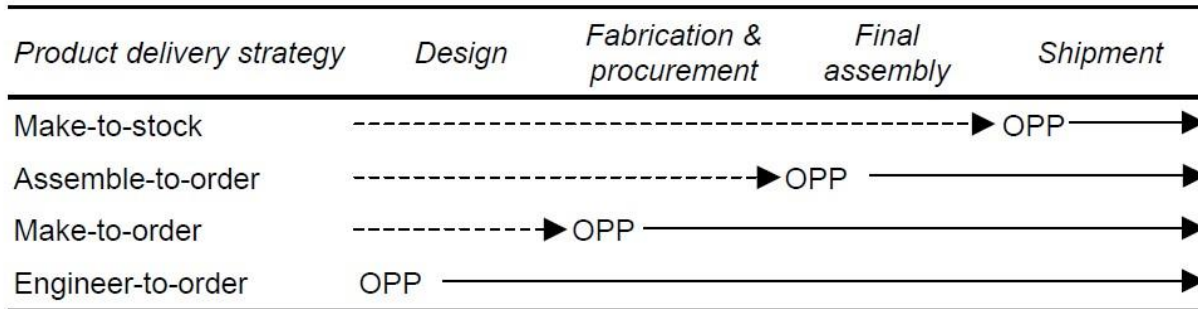 Product delivery strategy Design Fabrication & procurement Final assembly Shipment
Make-to-stock OPP
Assemble-to-order OPP
Make-to-order OPP
Engineer-to-order OPP